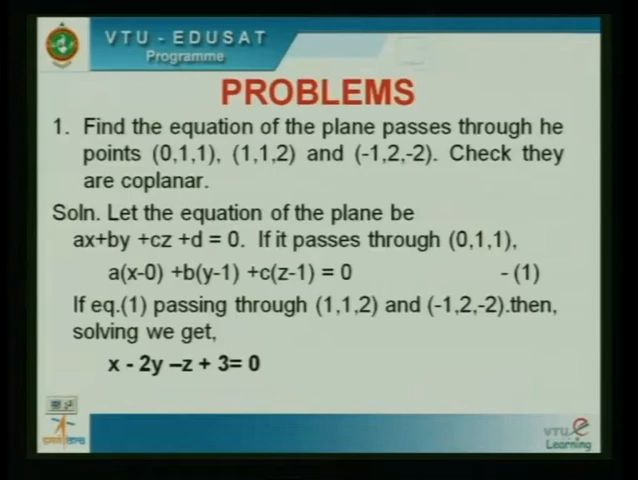 VTU - EDUSAT
Programme
PROBLEMS
1. Find the equation of the plane passes through he
points (0,1,1), (1,1,2) and (-1,2,-2). Check they
are coplanar.
Soln. Let the equation of the plane be
ax+by +cz +d = 0. If it passes through (0,1,1),
a(x-0) +b(y-1) +c(z-1) = 0 - (1)
If eq.(1) passing through (1,1,2) and (-1,2,-2).then,
solving we get,
x - 2y –z + 3= 0
VTU e
Learning